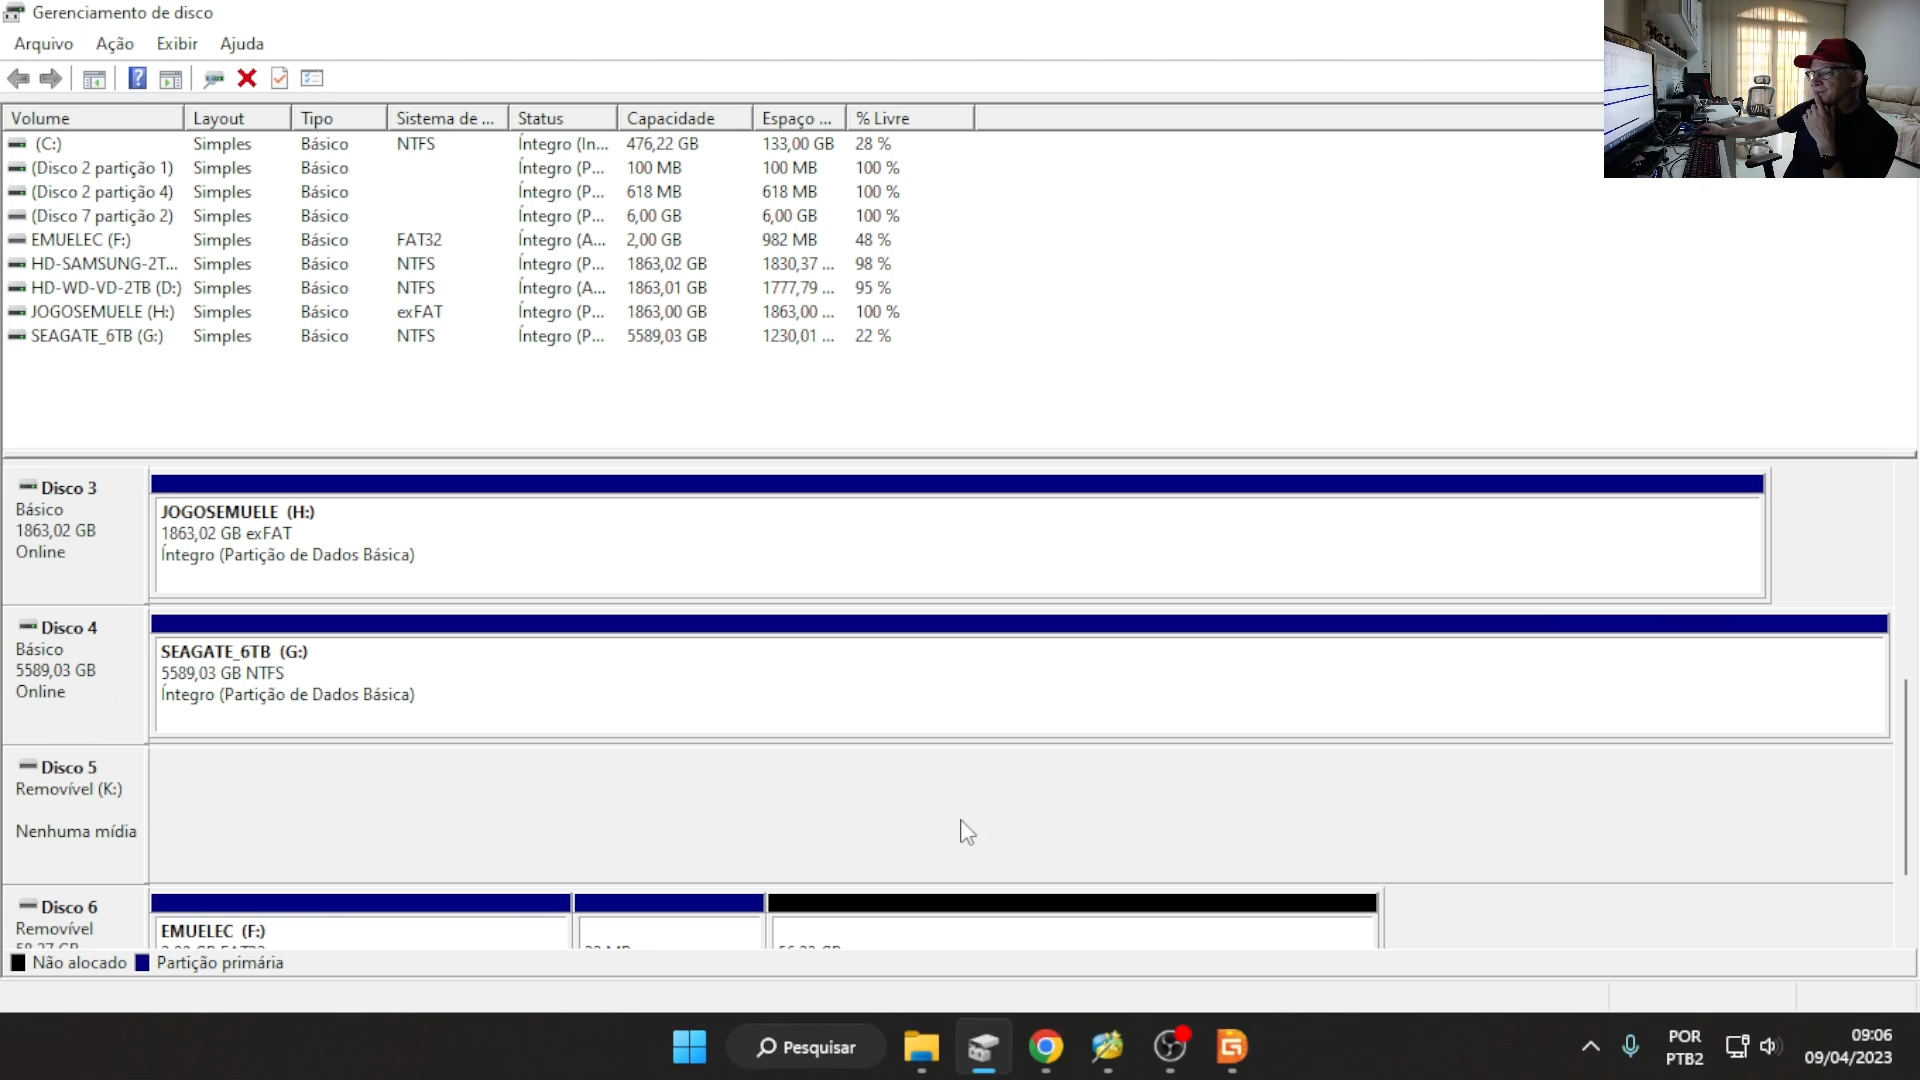 Gerenciamento de disco
Arquivo Ação Exibir Ajuda
Volume Layout Tipo Sistema de ... Status Capacidade Espaço ... % Livre
(C:) Simples Básico NTFS Íntegro (In... 476,22 GB 133,00 GB 28 %
(Disco 2 partição 1) Simples Básico Íntegro (P... 100 MB 100 MB 100 %
(Disco 2 partição 4) Simples Básico Íntegro (P... 618 MB 618 MB 100 %
(Disco 7 partição 2) Simples Básico Íntegro (P... 6,00 GB 6,00 GB 100 %
EMUELEC (F:) Simples Básico FAT32 Íntegro (A... 2,00 GB 982 MB 48 %
HD-SAMSUNG-2T... Simples Básico NTFS Íntegro (P... 1863,02 GB 1830,37 ... 98 %
HD-WD-VD-2TB (D:) Simples Básico NTFS Íntegro (A... 1863,01 GB 1777,79 ... 95 %
JOGOSEMUELE (H:) Simples Básico exFAT Íntegro (P... 1863,00 GB 1863,00 ... 100 %
SEAGATE_6TB (G:) Simples Básico NTFS Íntegro (P... 5589,03 GB 1230,01 ... 22 %
Disco 3
Básico
1863,02 GB
Online
JOGOSEMUELE (H:)
1863,02 GB exFAT
Íntegro (Partição de Dados Básica)
Disco 4
Básico
5589,03 GB
Online
SEAGATE_6TB (G:)
5589,03 GB NTFS
Íntegro (Partição de Dados Básica)
Disco 5
Removível (K:)
Nenhuma mídia
Disco 6
Removível
EMUELEC (F:)
Não alocado Partição primária
Pesquisar
POR
PTB2
09:06
09/04/2023